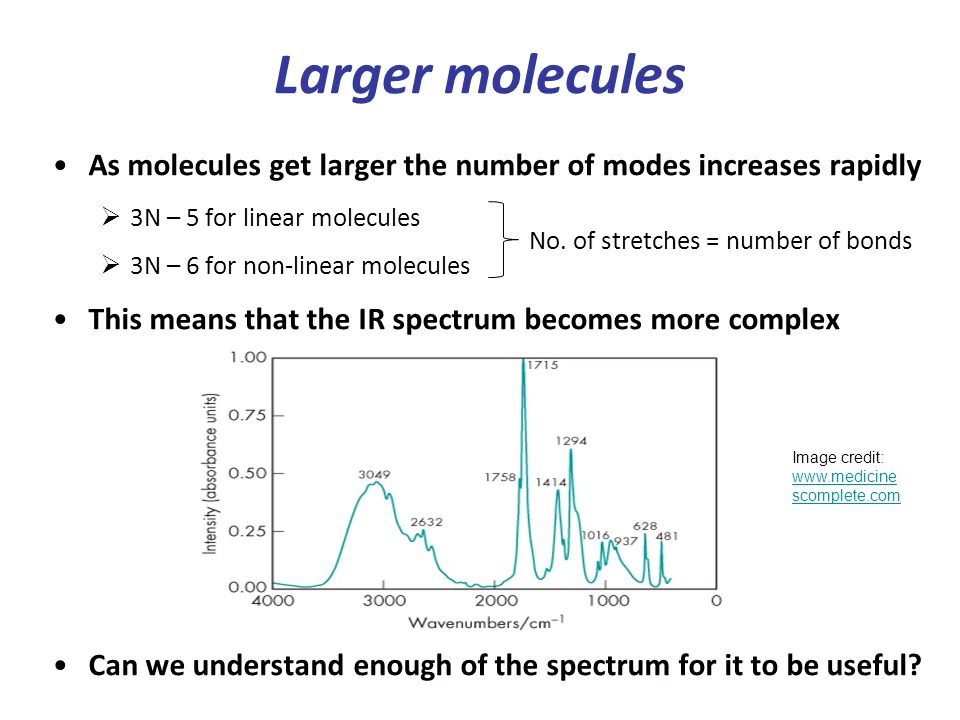 Larger molecules
• As molecules get larger the number of modes increases rapidly
➢ 3N – 5 for linear molecules
No. of stretches = number of bonds
➢ 3N – 6 for non-linear molecules
• This means that the IR spectrum becomes more complex
1.00
0.75
0.50
0.25
0.00
Intensity (absorbance units)
3049
2632
1758
1715
1414
1294
1016
937
628
481
4000
3000
2000
1000
0
Wavenumbers/cm⁻¹
Image credit:
www.medicine
scomplete.com
• Can we understand enough of the spectrum for it to be useful?